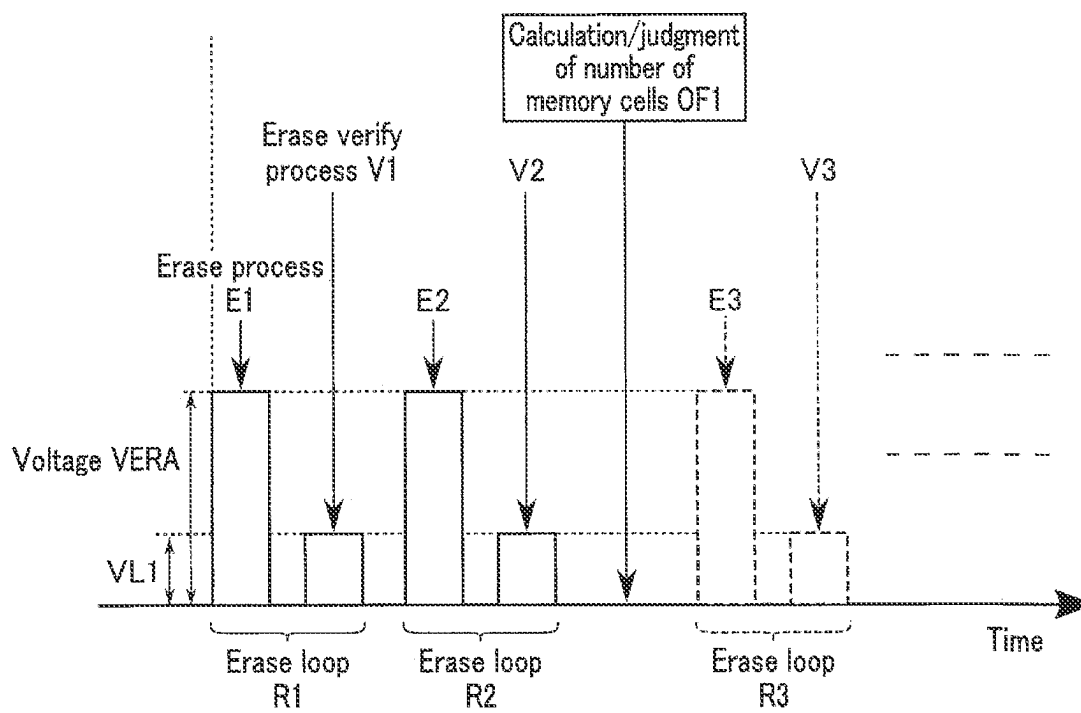 Calculation/judgment
of number of
memory cells OF1
Erase verify
process V1
V2
V3
Erase process
E1
E2
E3
Voltage VERA
VL1
Time
Erase loop
R1
Erase loop
R2
Erase loop
R3